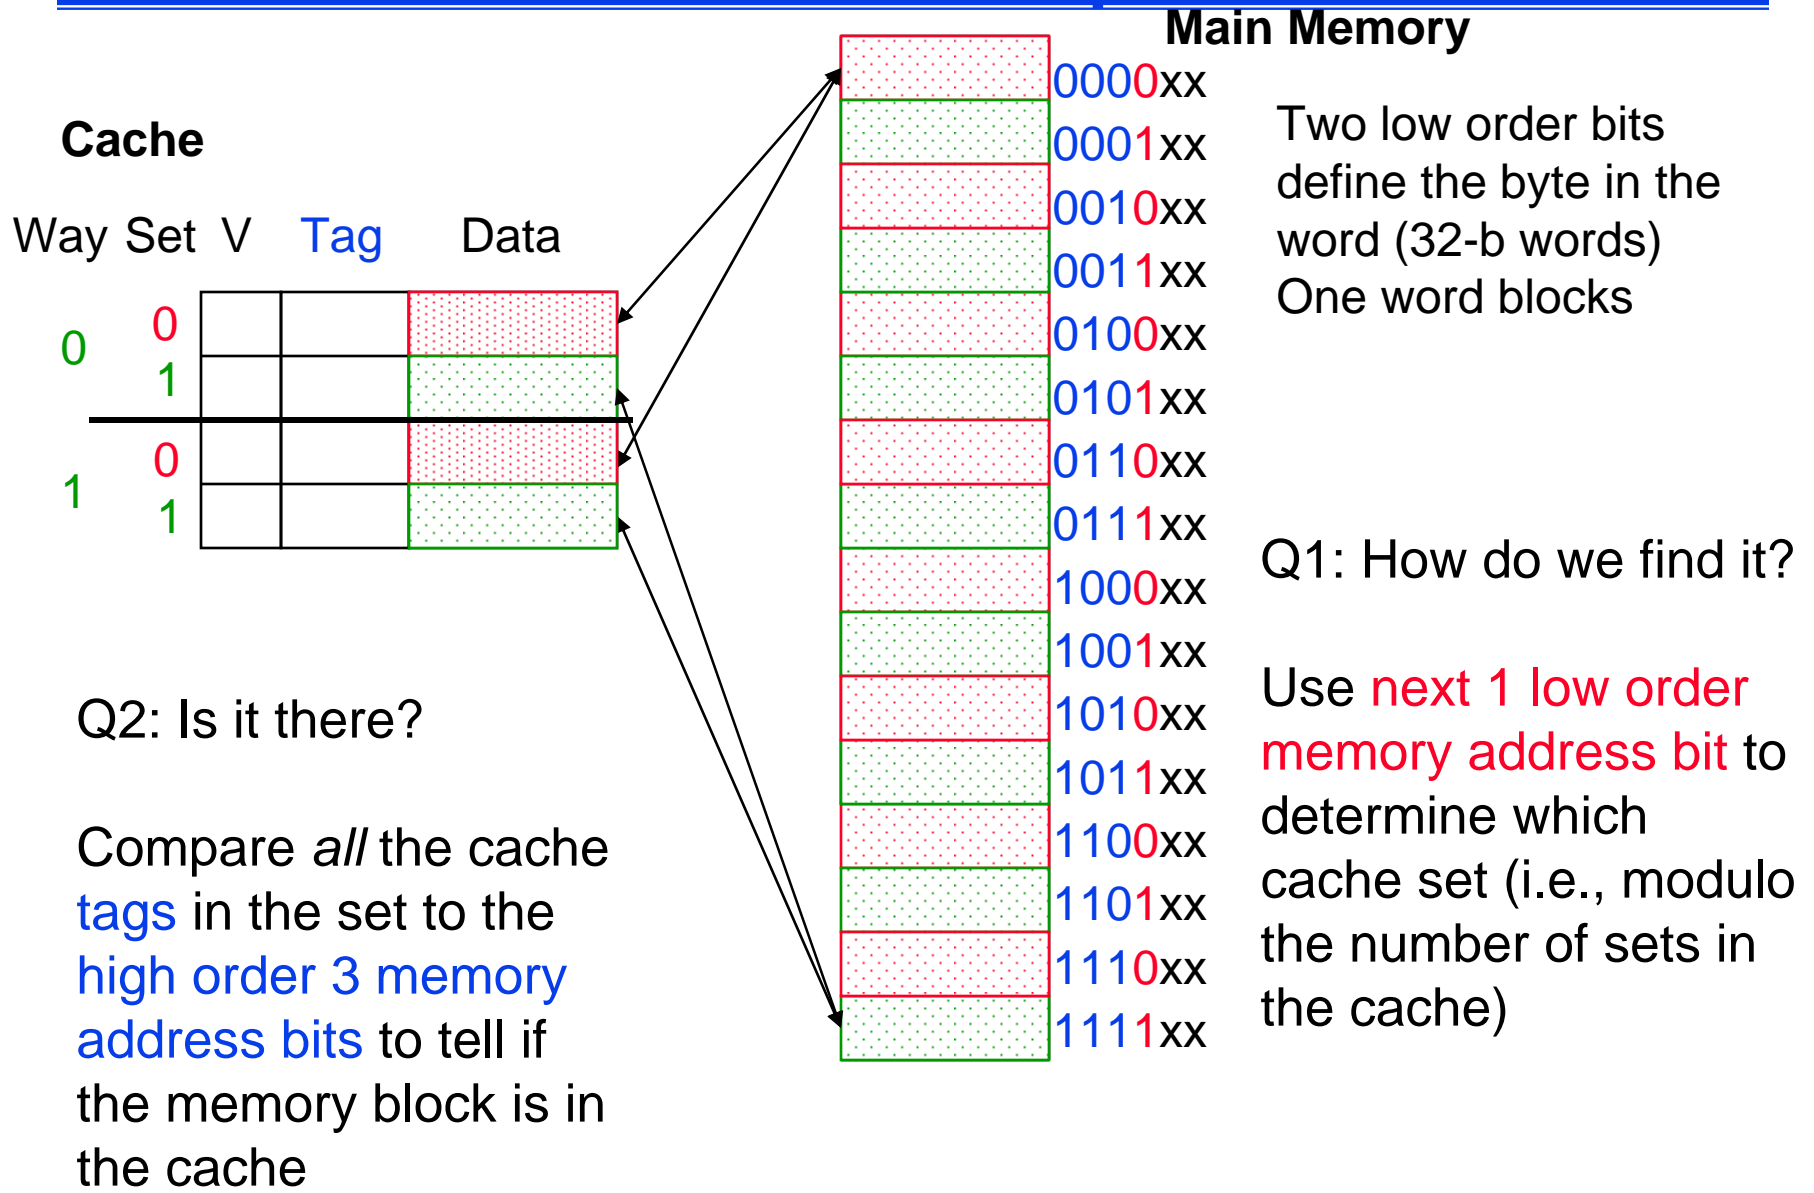 Main Memory
Cache
Way Set V Tag Data
0
0
1
1
0
1
0000xx
0001xx
0010xx
0011xx
0100xx
0101xx
0110xx
0111xx
1000xx
1001xx
1010xx
1011xx
1100xx
1101xx
1110xx
1111xx
Two low order bits
define the byte in the
word (32-b words)
One word blocks
Q1: How do we find it?
Use next 1 low order
memory address bit to
determine which
cache set (i.e., modulo
the number of sets in
the cache)
Q2: Is it there?
Compare all the cache
tags in the set to the
high order 3 memory
address bits to tell if
the memory block is in
the cache